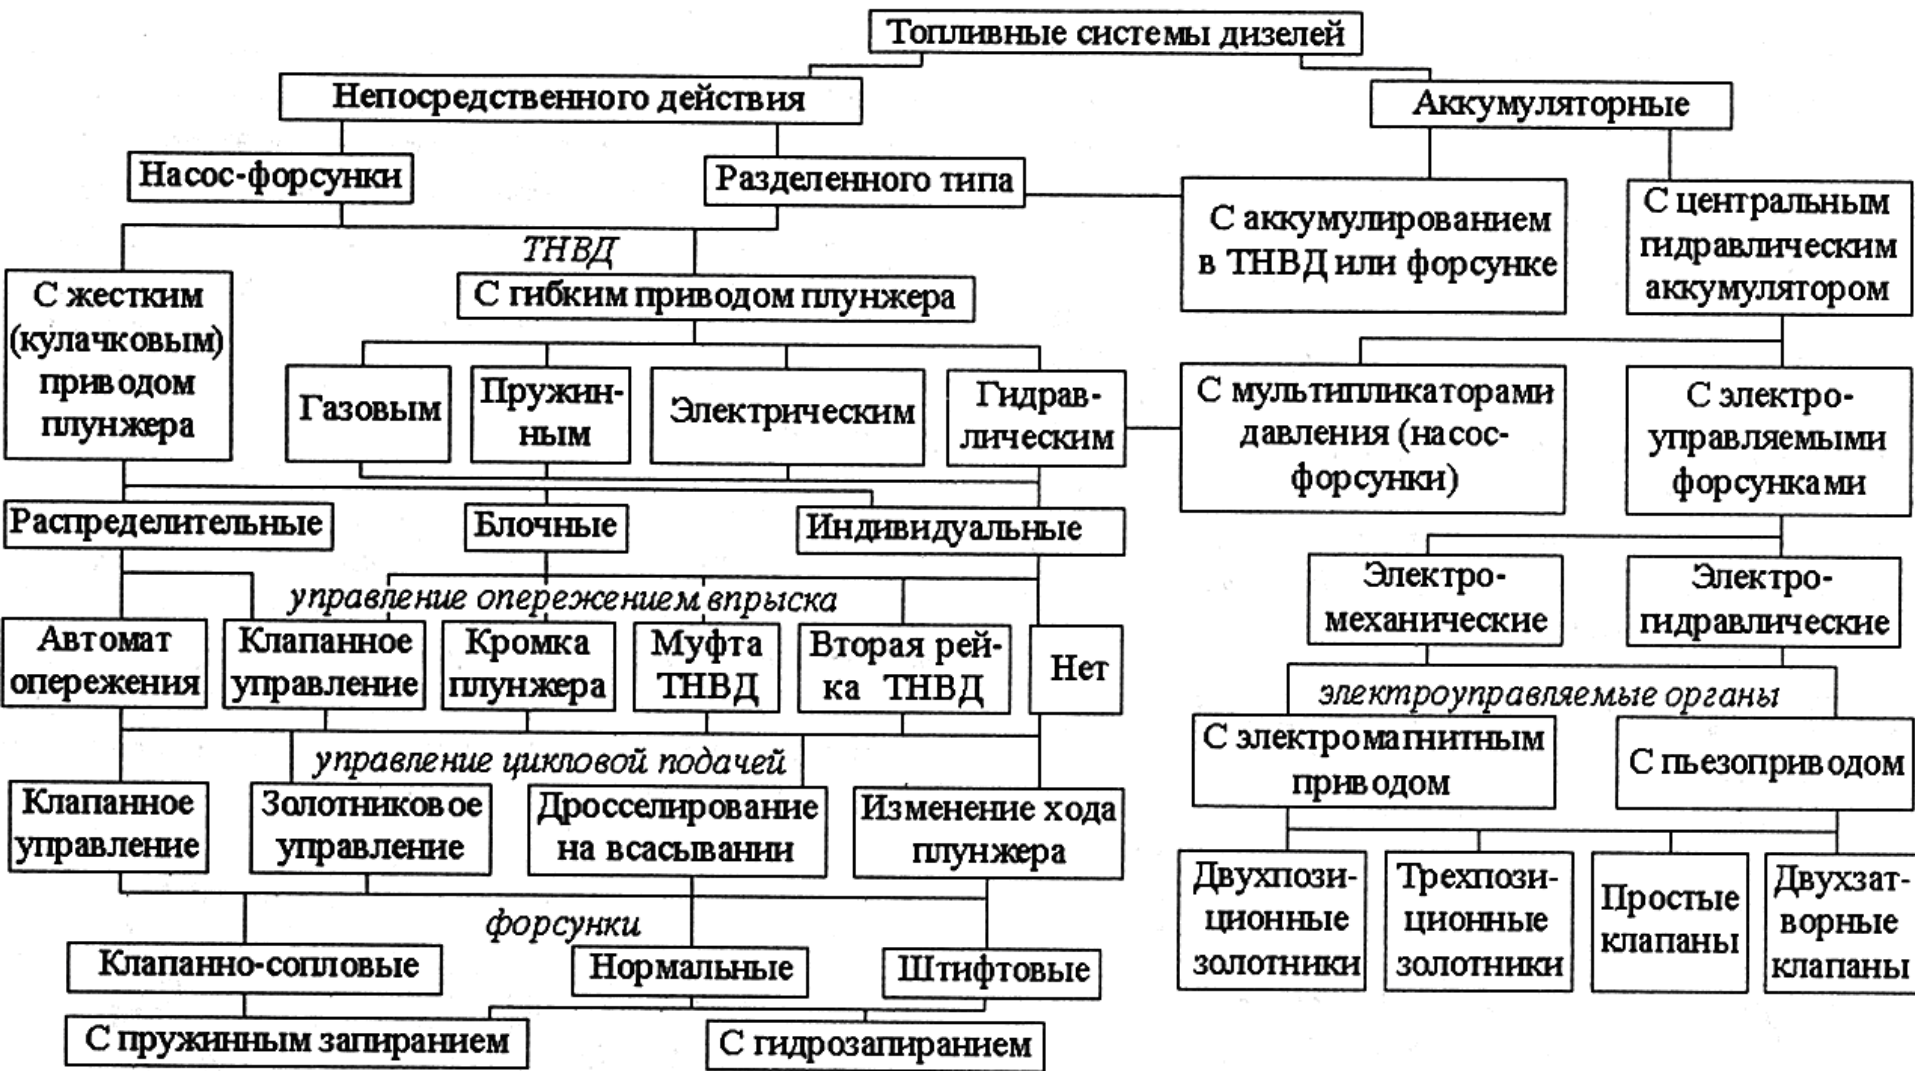 Топливные системы дизелей
Непосредственного действия
Аккумуляторные
Насос-форсунки
Разделенного типа
С аккумулированием
в ТНВД или форсунке
С центральным
гидравлическим
аккумулятором
ТНВД
С жестким
(кулачковым)
приводом
плунжера
С гибким приводом плунжера
Газовым
Пружин-
ным
Электрическим
Гидрав-
лическим
С мультипликаторами
давления (насос-
форсунки)
С электро-
управляемыми
форсунками
Распределительные
Блочные
Индивидуальные
Электро-
механические
Электро-
гидравлические
управление опережением впрыска
Автомат
опережения
Клапанное
управление
Кромка
плунжера
Муфта
ТНВД
Вторая рей-
ка ТНВД
Нет
электроуправляемые органы
С электромагнитным
приводом
С пьезоприводом
управление цикловой подачей
Клапанное
управление
Золотниковое
управление
Дросселирование
на всасывании
Изменение хода
плунжера
Двухпози-
ционные
золотники
Трехпози-
ционные
золотники
Простые
клапаны
Двухзат-
ворные
клапаны
форсунки
Клапанно-сопловые
Нормальные
Штифтовые
С пружинным запиранием
С гидрозапиранием